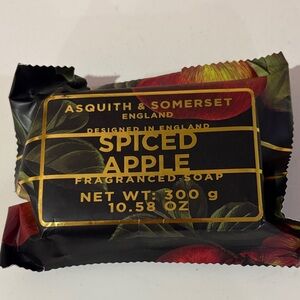 ASQUITH & SOMERSET
ENGLAND
DESIGNED IN ENGLAND
SPICED
APPLE
FRAGRANCED SOAP
NET WT: 300 g
10.58 OZ